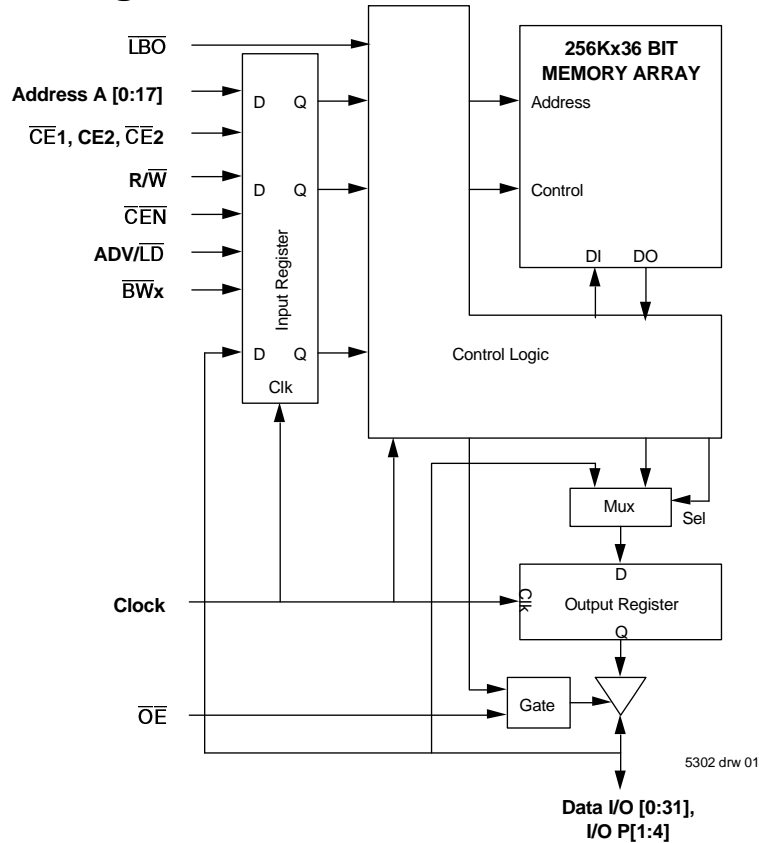 LBO
256Kx36 BIT
MEMORY ARRAY
Address A [0:17]
D Q
Address
CE1, CE2, CE2
R/W
D Q
Control
CEN
ADV/LD
Input Register
DI DO
BWx
D Q
Control Logic
Clk
Mux
Sel
D
Clock
Clk
Output Register
Q
Gate
OE
5302 drw 01
Data I/O [0:31],
I/O P[1:4]